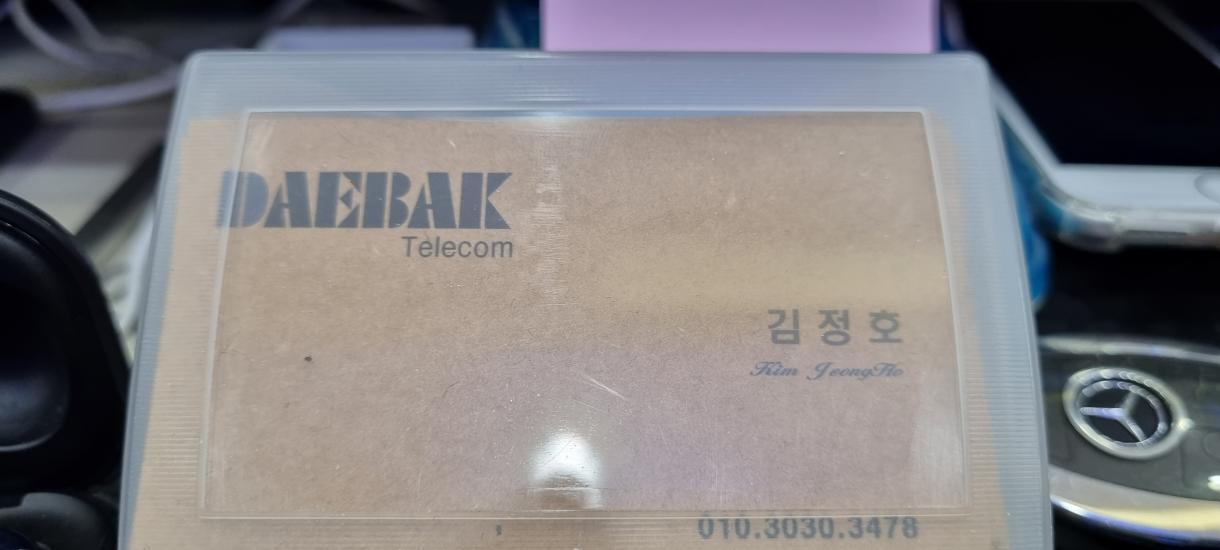 DAEBAK
Telecom
김정호
Kim JeongHo
010.3030.3478